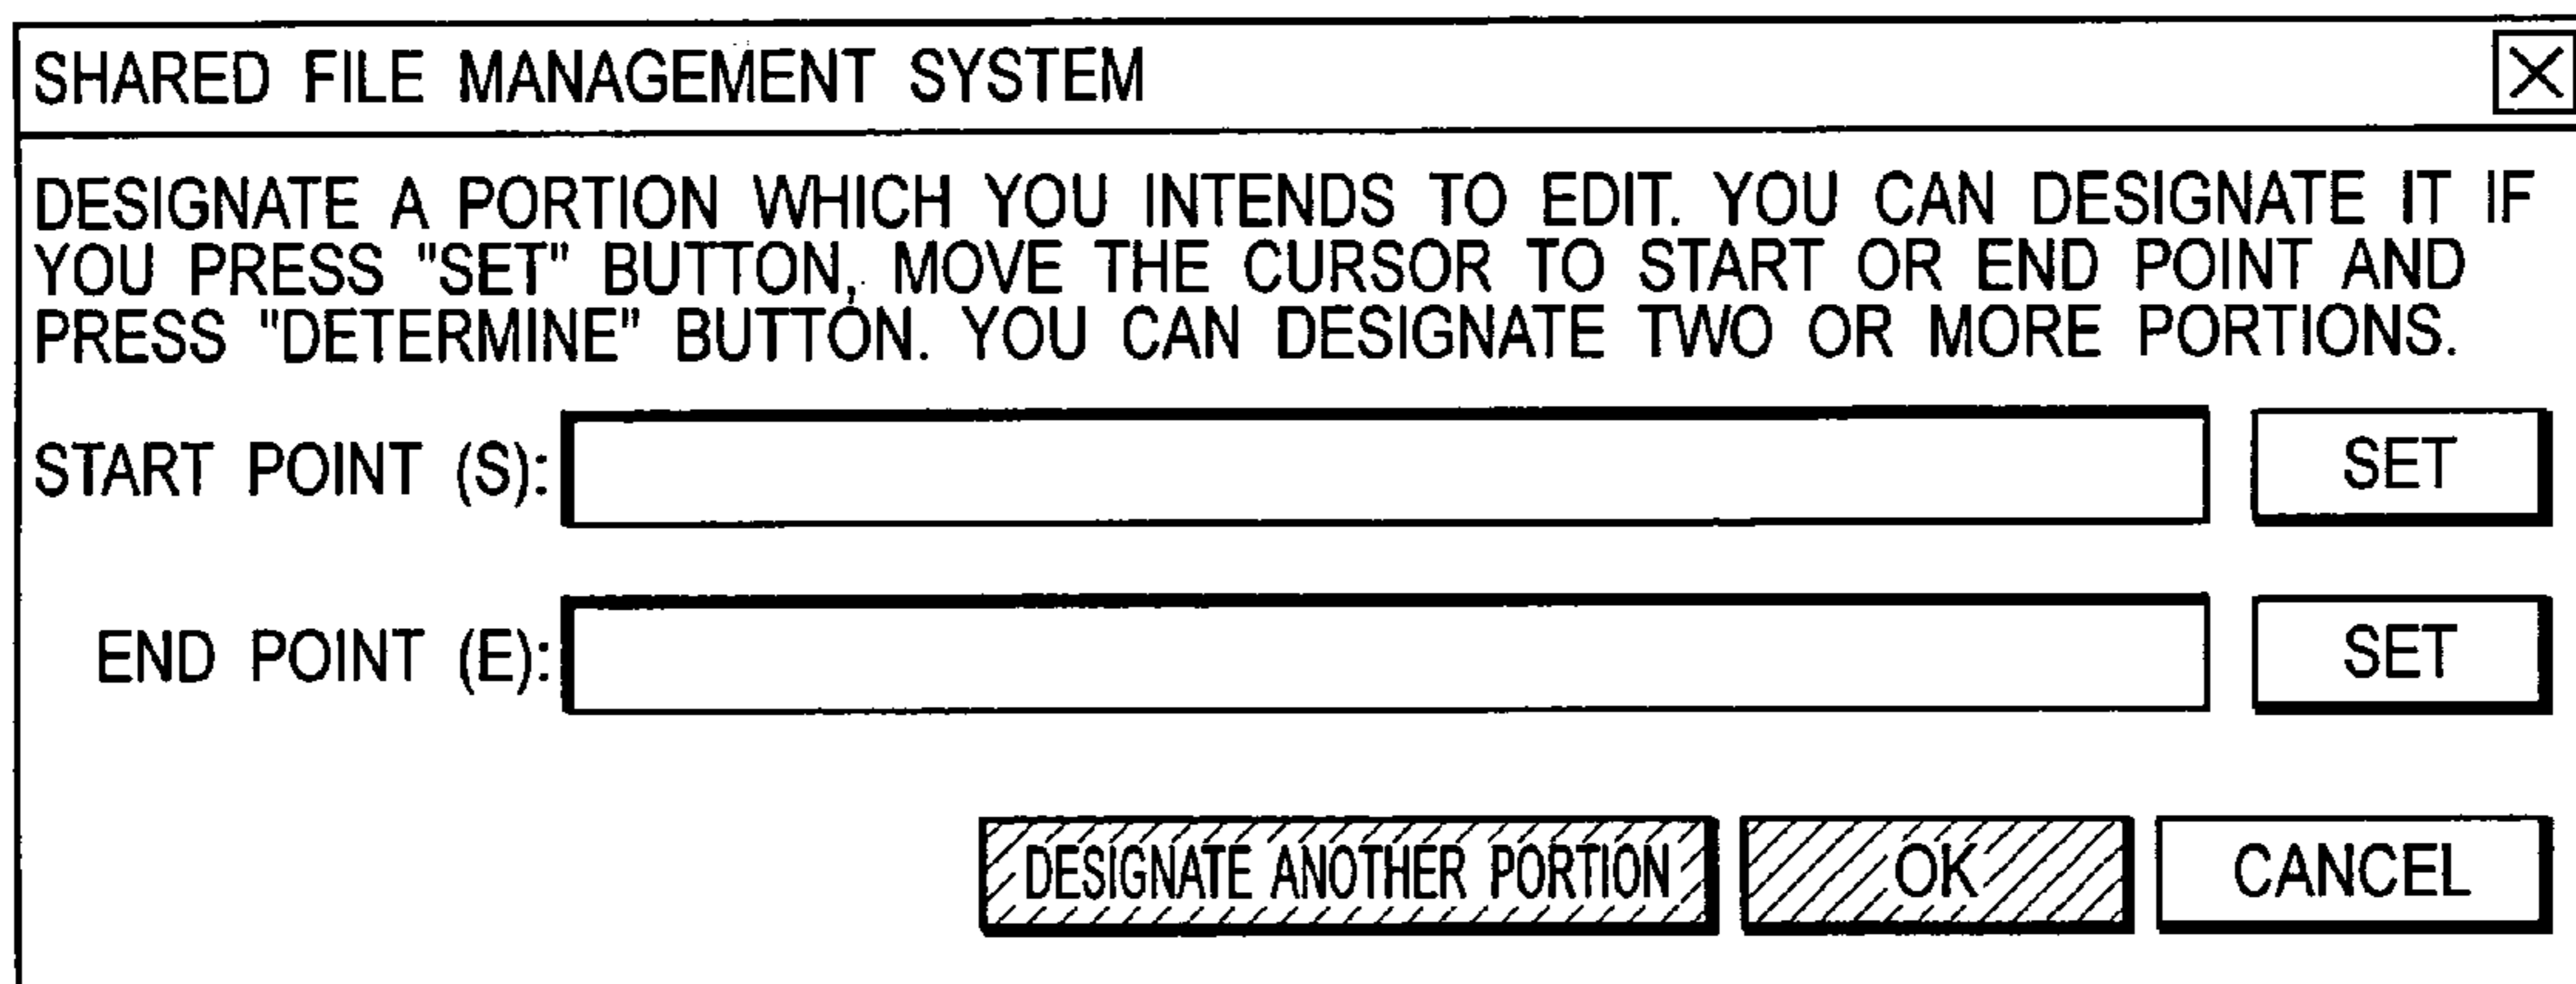 SHARED FILE MANAGEMENT SYSTEM
DESIGNATE A PORTION WHICH YOU INTENDS TO EDIT. YOU CAN DESIGNATE IT IF
YOU PRESS "SET" BUTTON, MOVE THE CURSOR TO START OR END POINT AND
PRESS "DETERMINE" BUTTON. YOU CAN DESIGNATE TWO OR MORE PORTIONS.
START POINT (S): SET
END POINT (E): SET
DESIGNATE ANOTHER PORTION OK CANCEL